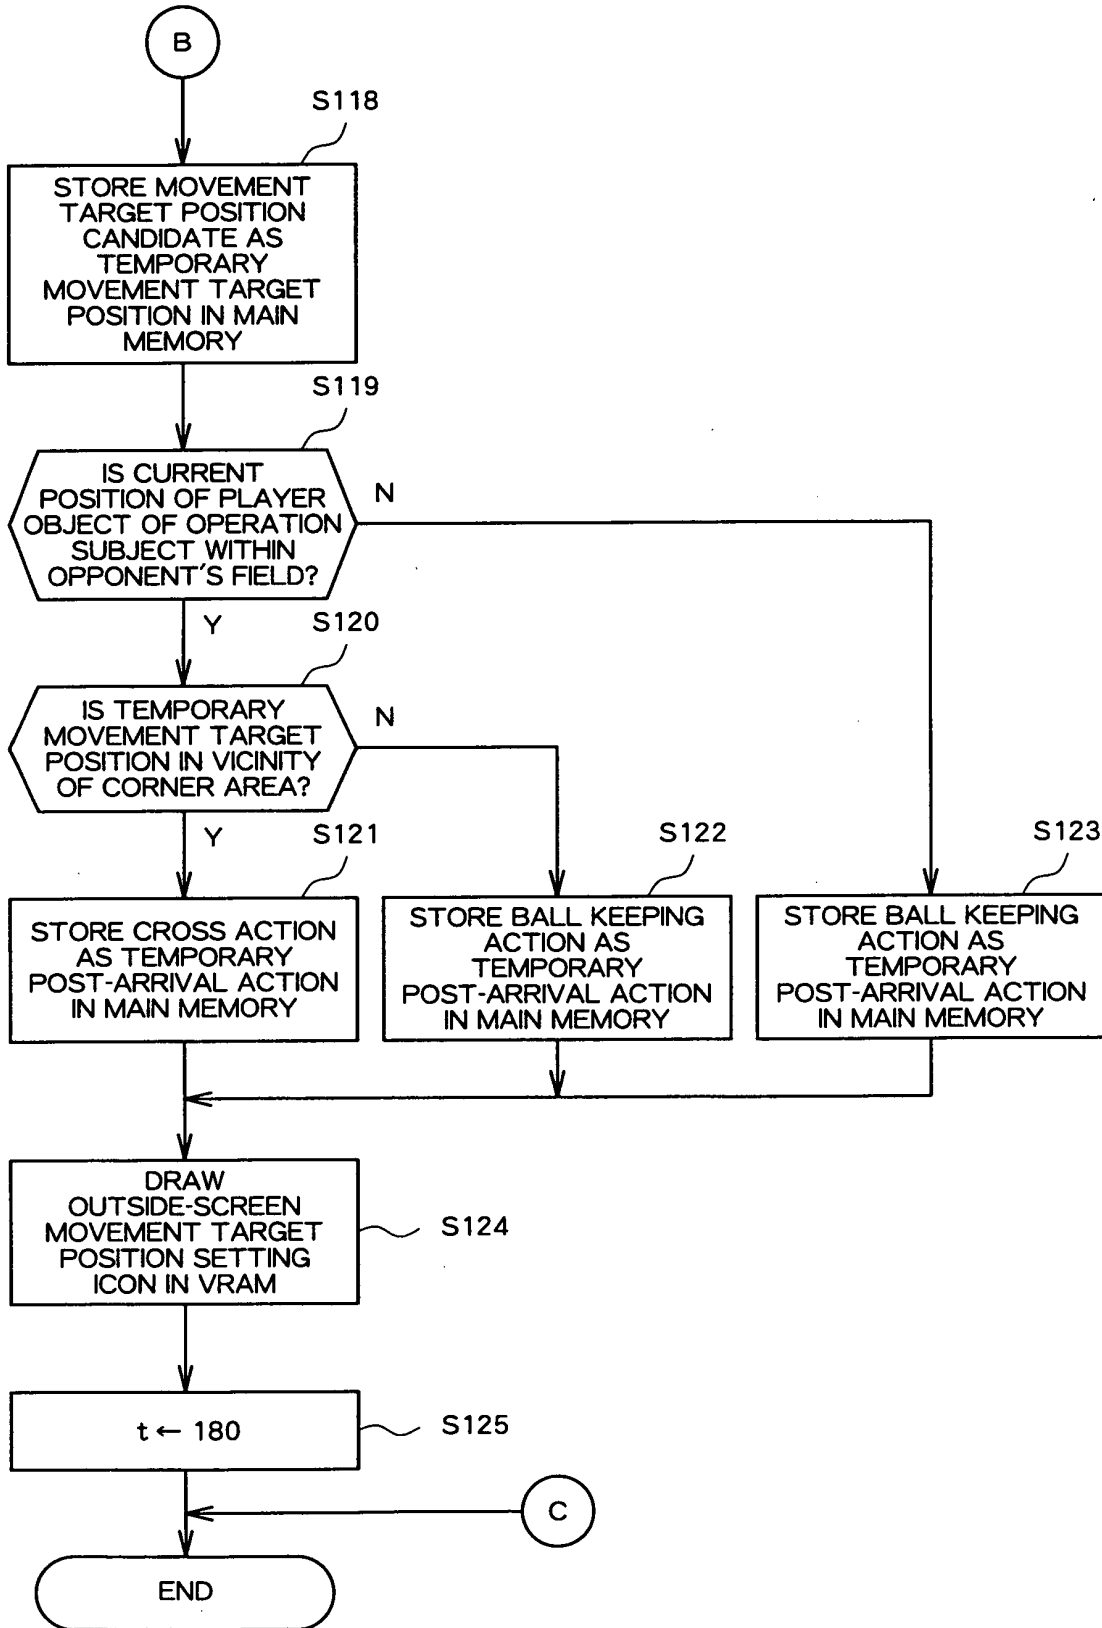 B
S118
STORE MOVEMENT
TARGET POSITION
CANDIDATE AS
TEMPORARY
MOVEMENT TARGET
POSITION IN MAIN
MEMORY
S119
IS CURRENT
POSITION OF PLAYER
OBJECT OF OPERATION
SUBJECT WITHIN
OPPONENT'S FIELD?
N
Y
S120
IS TEMPORARY
MOVEMENT TARGET
POSITION IN VICINITY
OF CORNER AREA?
N
Y
S121
STORE CROSS ACTION
AS TEMPORARY
POST-ARRIVAL ACTION
IN MAIN MEMORY
S122
STORE BALL KEEPING
ACTION AS
TEMPORARY
POST-ARRIVAL ACTION
IN MAIN MEMORY
S123
STORE BALL KEEPING
ACTION AS
TEMPORARY
POST-ARRIVAL ACTION
IN MAIN MEMORY
DRAW
OUTSIDE-SCREEN
MOVEMENT TARGET
POSITION SETTING
ICON IN VRAM
S124
t ← 180
S125
C
END